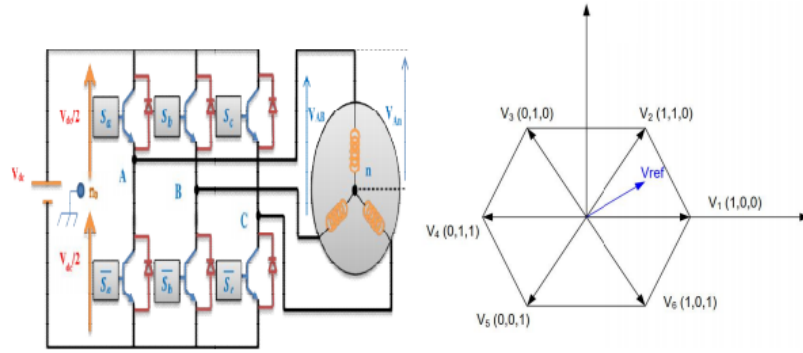 V₃ (0,1,0)
V₂ (1,1,0)
Vref
V₁ (1,0,0)
V₄ (0,1,1)
V₅ (0,0,1)
V₆ (1,0,1)
Vdc/2
Sa
Sb
Sc
VAB
VAn
Vdc
A
n
B
C
Vdc/2
S̅a
S̅b
S̅c